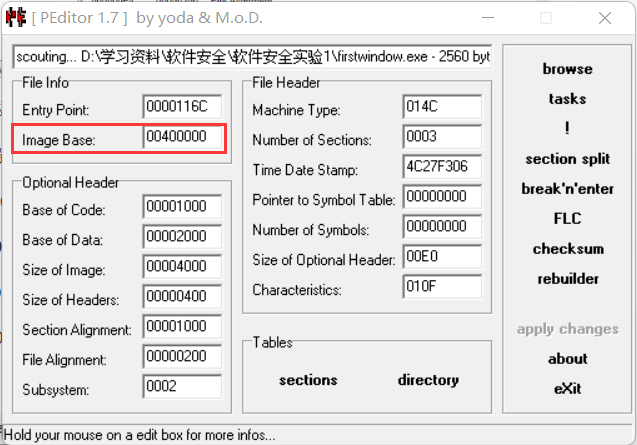 [ PEditor 1.7 ] by yoda & M.o.D.
scouting... D:\学习资料\软件安全\软件安全实验1\firstwindow.exe - 2560 byt
File Info
Entry Point: 0000116C
Image Base: 00400000
Optional Header
Base of Code: 00001000
Base of Data: 00002000
Size of Image: 00004000
Size of Headers: 00000400
Section Alignment: 00001000
File Alignment: 00000200
Subsystem: 0002
File Header
Machine Type: 014C
Number of Sections: 0003
Time Date Stamp: 4C27F306
Pointer to Symbol Table: 00000000
Number of Symbols: 00000000
Size of Optional Header: 00E0
Characteristics: 010F
Tables
sections directory
browse
tasks
!
section split
break'n'enter
FLC
checksum
rebuilder
apply changes
about
eXit
Hold your mouse on a edit box for more infos...